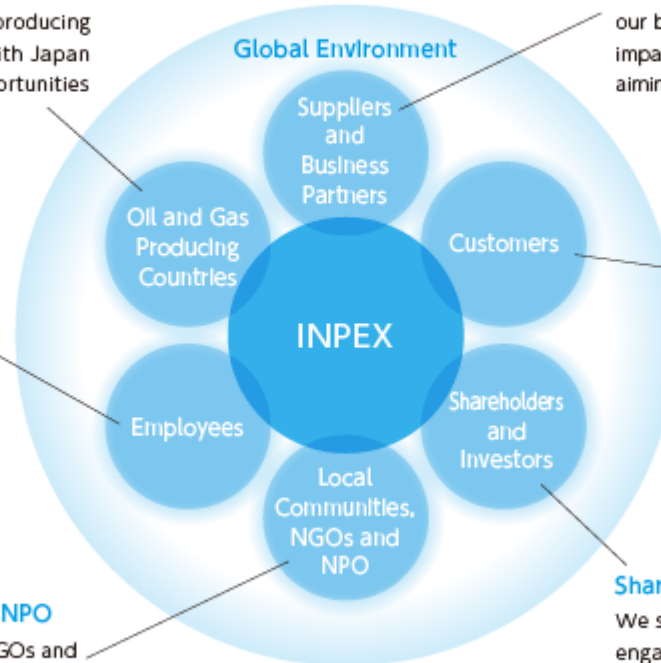 producing
ith Japan
ortunities
our b
impa
aimin
Global Environment
Suppliers
and
Business
Partners
Oil and Gas
Producing
Countries
Customers
INPEX
Employees
Shareholders
and
Investors
Local
Communities,
NGOs and
NPO
NPO
GOs and
Shar
We s
enga